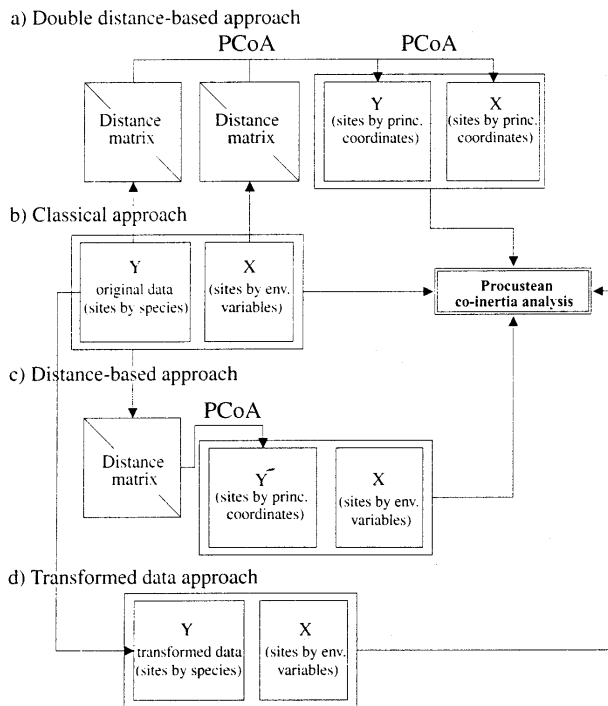 a) Double distance-based approach
PCoA
PCoA
Distance
matrix
Distance
matrix
Y
(sites by princ.
coordinates)
X
(sites by princ.
coordinates)
b) Classical approach
Y
original data
(sites by species)
X
(sites by env.
variables)
Procustean
co-inertia analysis
c) Distance-based approach
PCoA
Distance
matrix
Y
(sites by princ.
coordinates)
X
(sites by env.
variables)
d) Transformed data approach
Y
transformed data
(sites by species)
X
(sites by env.
variables)